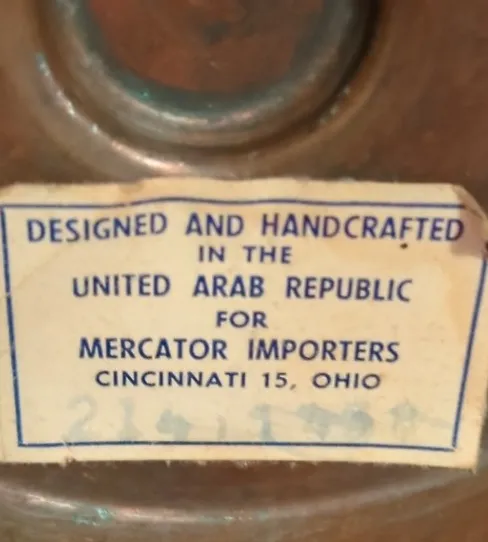 DESIGNED AND HANDCRAFTED
IN THE
UNITED ARAB REPUBLIC
FOR
MERCATOR IMPORTERS
CINCINNATI 15, OHIO